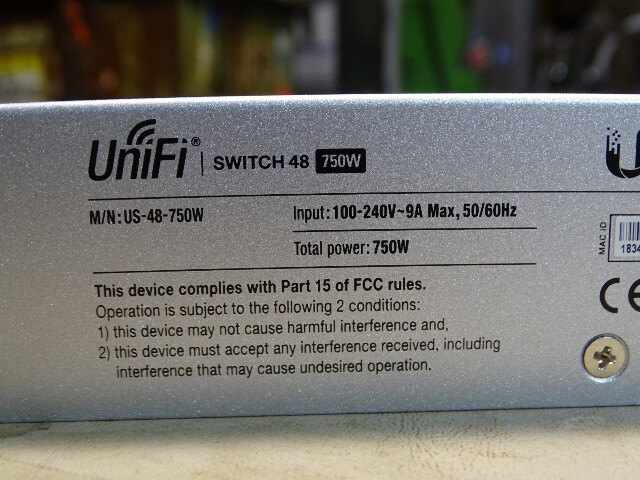 UniFi® | SWITCH 48 750W
M/N: US-48-750W
Input: 100-240V~9A Max, 50/60Hz
Total power: 750W
This device complies with Part 15 of FCC rules.
Operation is subject to the following 2 conditions:
1) this device may not cause harmful interference and,
2) this device must accept any interference received, including
interference that may cause undesired operation.
MAC ID
1834
CE